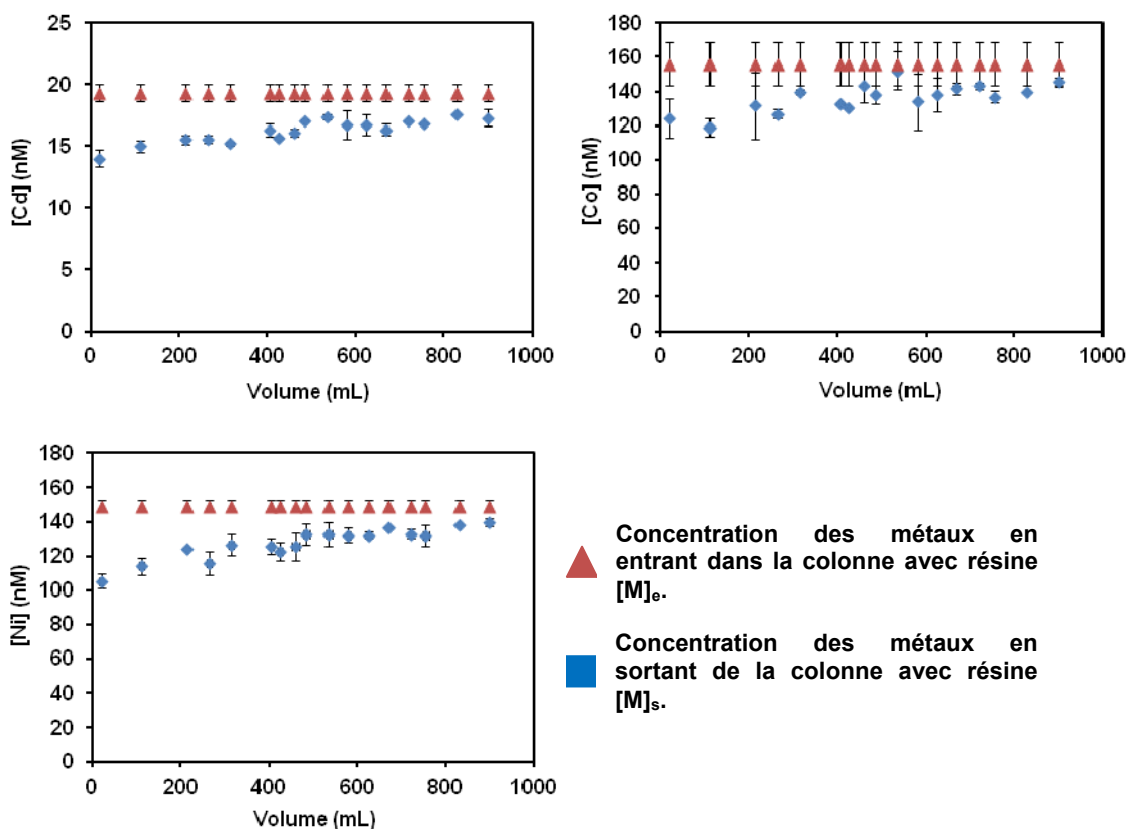 25
20
15
10
5
0
[Cd] (nM)
0 200 400 600 800 1000
Volume (mL)
180
160
140
120
100
80
60
40
20
0
[Co] (nM)
0 200 400 600 800 1000
Volume (mL)
180
160
140
120
100
80
60
40
20
0
[Ni] (nM)
0 200 400 600 800 1000
Volume (mL)
Concentration des métaux en
entrant dans la colonne avec résine
[M]e.
Concentration des métaux en
sortant de la colonne avec résine
[M]s.